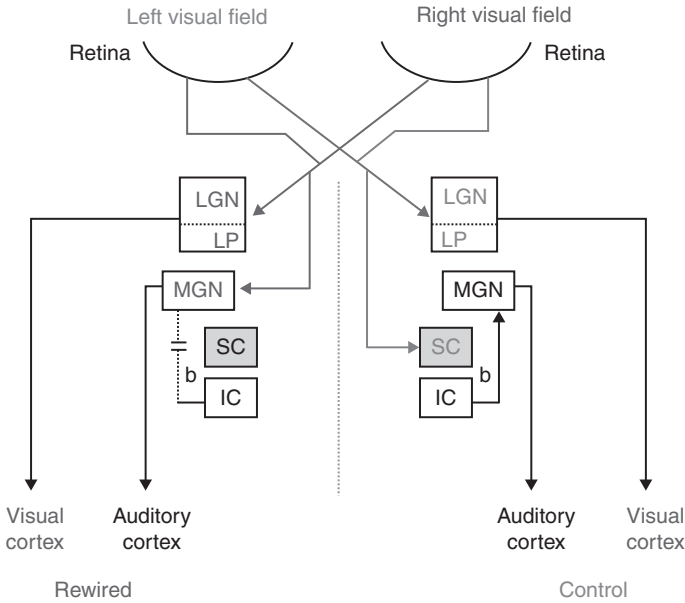 Left visual field
Right visual field
Retina
Retina
LGN
LP
LGN
LP
MGN
MGN
SC
SC
b
b
IC
IC
Visual
cortex
Auditory
cortex
Auditory
cortex
Visual
cortex
Rewired
Control